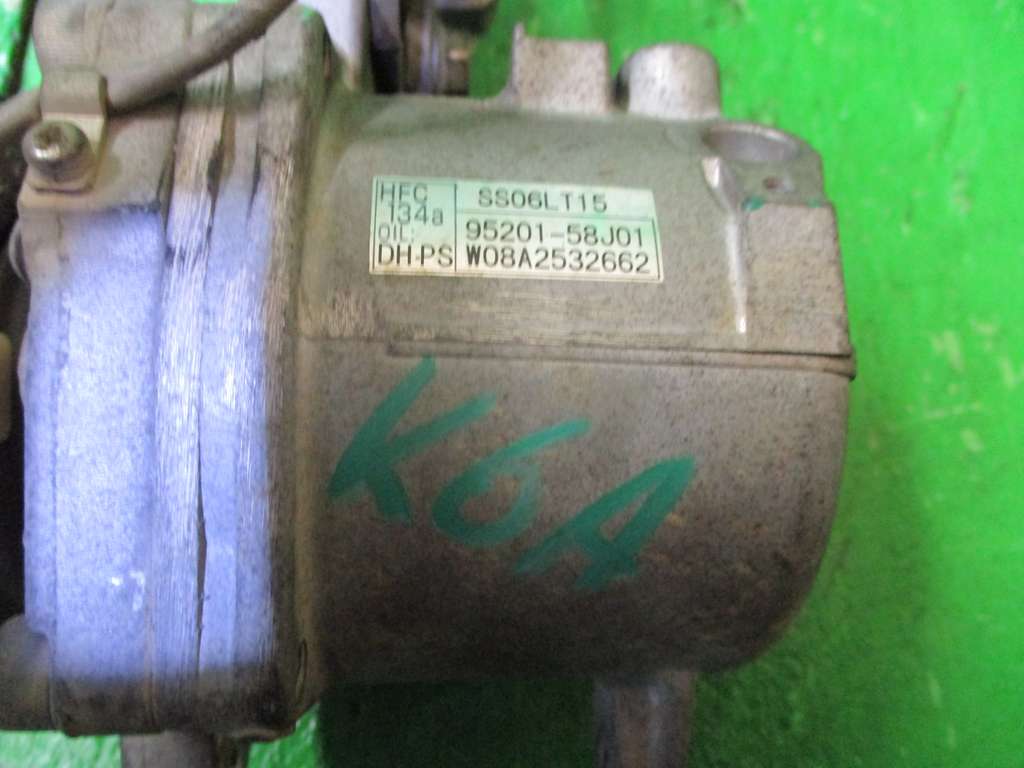 HFC
134a
OIL:
DH-PS
SS06LT15
95201-58J01
W08A2532662
K6A